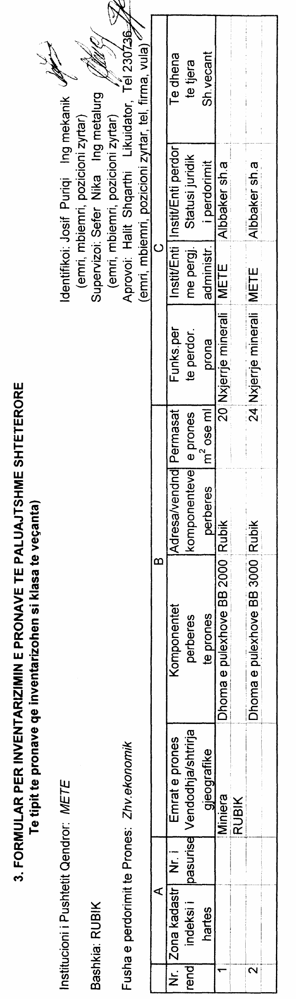 3. FORMULAR PER INVENTARIZIMIN E PRONAVE TE PALUAJTSHME SHTETERORE
Te tipit te pronave qe inventarizohen si klasa te veçanta)
Institucioni i Pushtetit Qendror: METE
Identifikoi: Josif Puriqi Ing mekanik
(emri, mbiemri, pozicioni zyrtar)
Bashkia: RUBIK
Supervizoi: Sefer Nika Ing metalurg
(emri, mbiemri, pozicioni zyrtar)
Fusha e perdorimit te Prones: Zhv.ekonomik
Aprovoi: Halit Shqarthi Likuidator, Tel 230736
(emri, mbiemri, pozicioni zyrtar, tel, firma, vula)
A B C
Nr. Zona kadastr Nr. i Emrat e prones Komponentet Adresa/vendnd Permasat Funks.per Instit/Enti Instit/Enti perdor Te dhena
rend indeksi i pasurise Vendodhja/shtrirja perberes komponenteve e prones te perdor. me pergj. Statusi juridik te tjera
hartes gjeografike te prones perberes m² ose ml prona administr. i perdorimit Sh.vecant
1 Miniera Dhoma e pulexhove BB 2000 Rubik 20 Nxjerrje minerali METE Albbaker sh.a
RUBIK
2 Dhoma e pulexhove BB 3000 Rubik 24 Nxjerrje minerali METE Albbaker sh.a